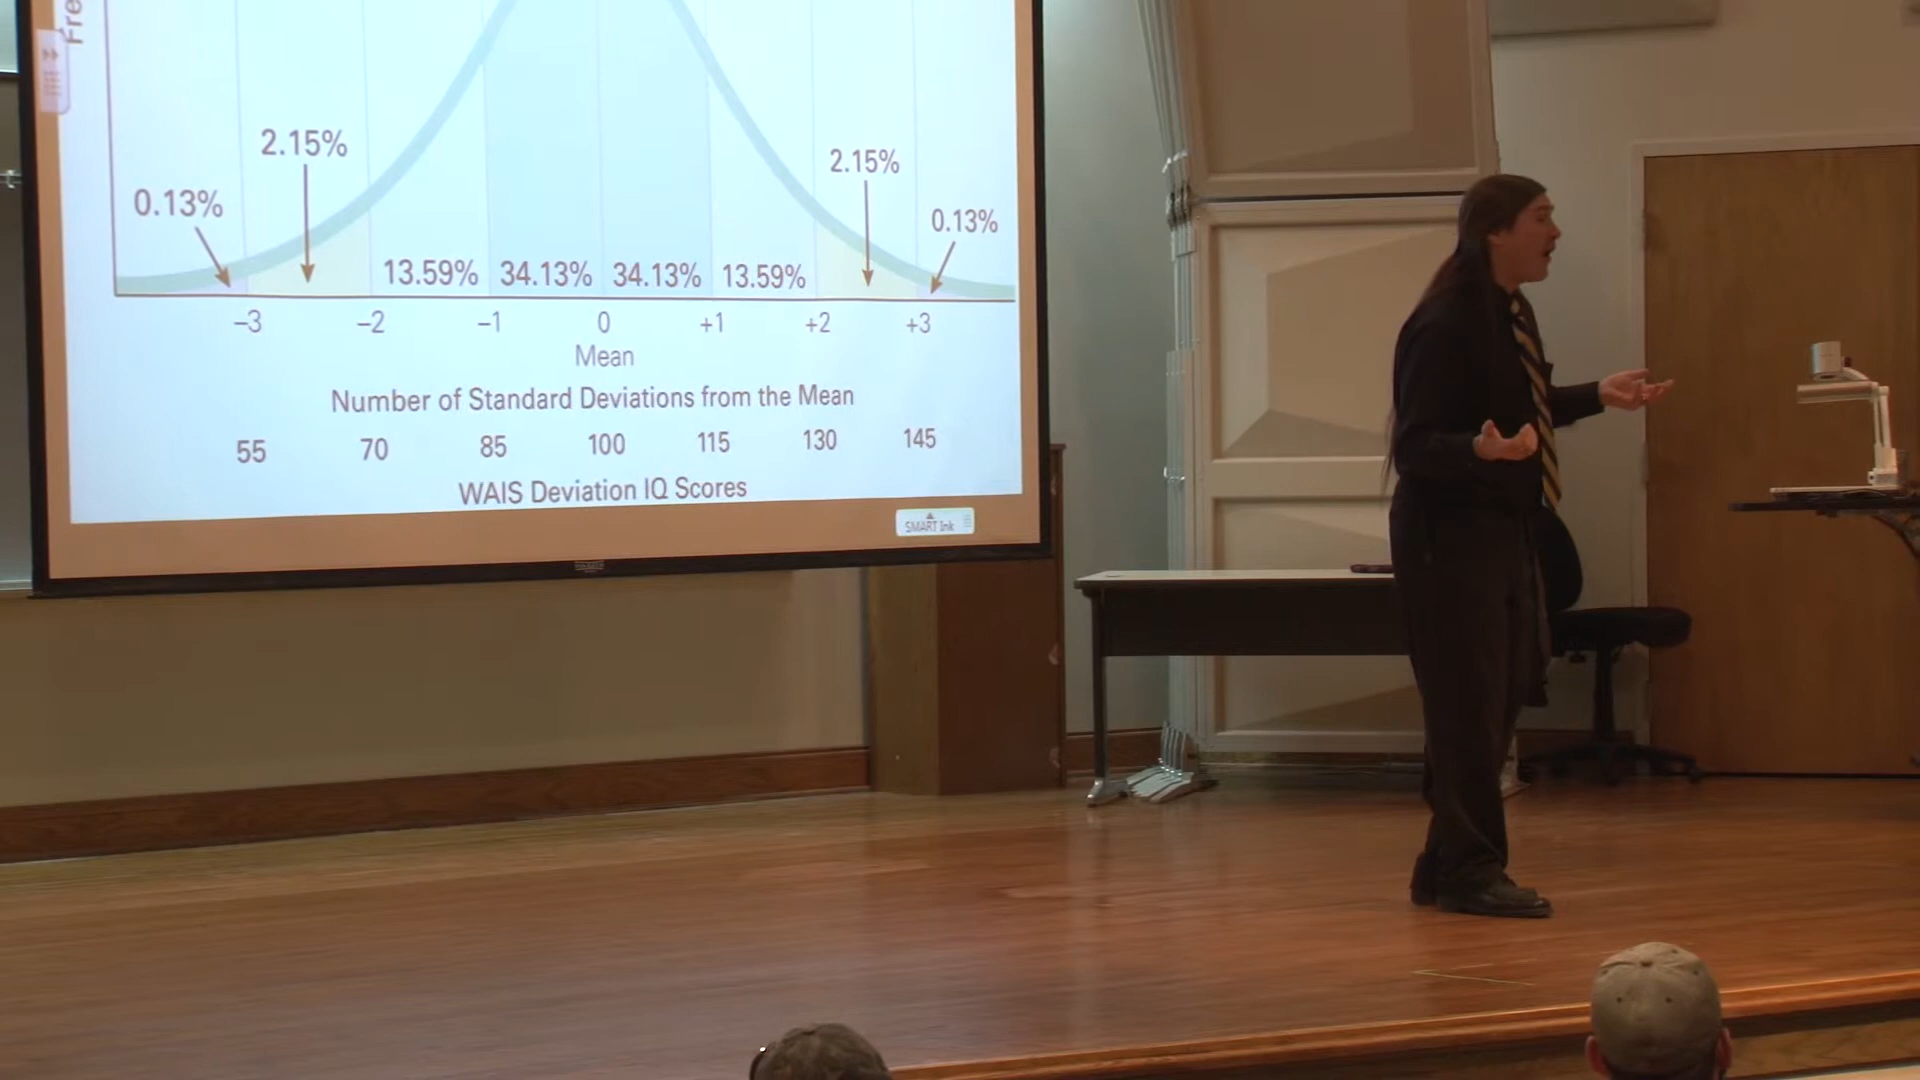 Fre
2.15%
2.15%
0.13%
0.13%
13.59% 34.13% 34.13% 13.59%
–3 –2 –1 0 +1 +2 +3
Mean
Number of Standard Deviations from the Mean
55 70 85 100 115 130 145
WAIS Deviation IQ Scores
SMART Ink